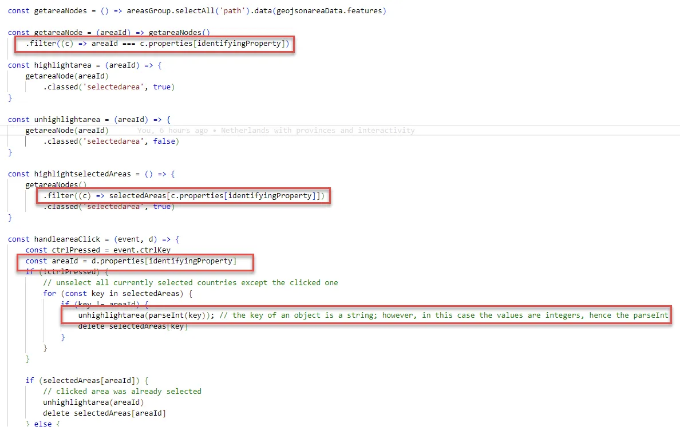 const getareaNodes = () => areasGroup.selectAll('path').data(geojsonareaData.features)
const getareaNode = (areaId) => getareaNodes()
.filter((c) => areaId === c.properties[identifyingProperty])
const highlightarea = (areaId) => {
getareaNode(areaId)
.classed('selectedarea', true)
}
const unhighlightarea = (areaId) => {
getareaNode(areaId) You, 6 hours ago • Netherlands with provinces and interactivity
.classed('selectedarea', false)
}
const highlightselectedAreas = () => {
getareaNodes()
.filter((c) => selectedAreas[c.properties[identifyingProperty]])
.classed('selectedarea', true)
}
const handleareaClick = (event, d) => {
const ctrlPressed = event.ctrlKey
const areaId = d.properties[identifyingProperty]
if (!ctrlPressed) {
// unselect all currently selected countries except the clicked one
for (const key in selectedAreas) {
if (key != areaId) {
unhighlightarea(parseInt(key)); // the key of an object is a string; however, in this case the values are integers, hence the parseInt
delete selectedAreas[key]
}
}
}
if (selectedAreas[areaId]) {
// clicked area was already selected
unhighlightarea(areaId)
delete selectedAreas[areaId]
} else {